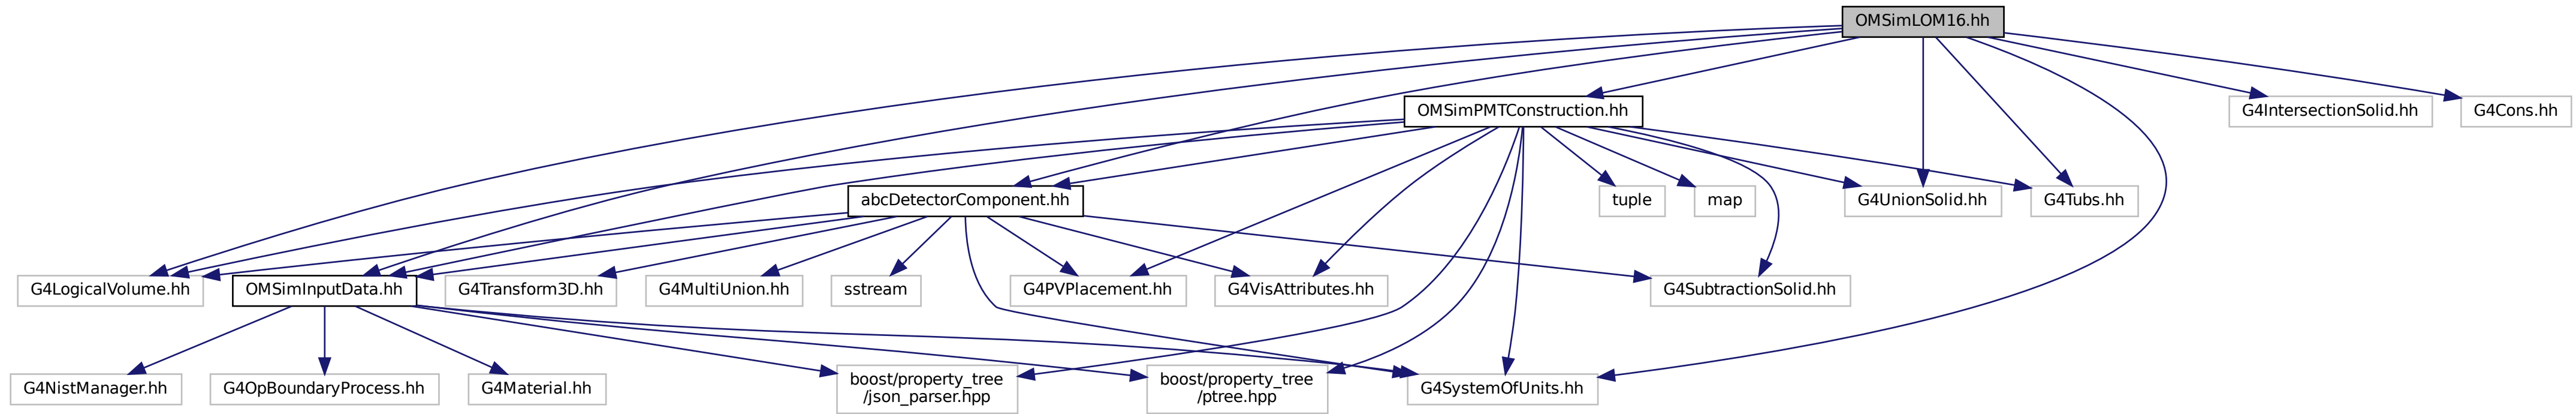 OMSimLOM16.hh
OMSimPMTConstruction.hh
G4IntersectionSolid.hh
G4Cons.hh
abcDetectorComponent.hh
tuple
map
G4UnionSolid.hh
G4Tubs.hh
G4LogicalVolume.hh
OMSimInputData.hh
G4Transform3D.hh
G4MultiUnion.hh
sstream
G4PVPlacement.hh
G4VisAttributes.hh
G4SubtractionSolid.hh
G4NistManager.hh
G4OpBoundaryProcess.hh
G4Material.hh
boost/property_tree
/json_parser.hpp
boost/property_tree
/ptree.hpp
G4SystemOfUnits.hh